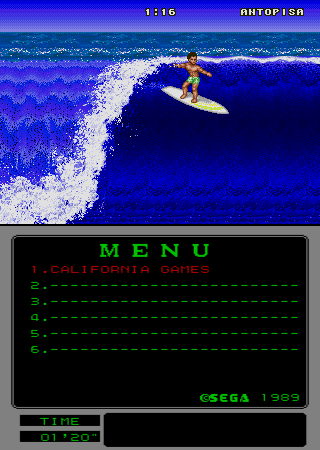 1:16 ANTOPISA
MENU
1.CALIFORNIA GAMES
2.--------------------------
3.--------------------------
4.--------------------------
5.--------------------------
6.--------------------------
©SEGA 1989
TIME
01'20"